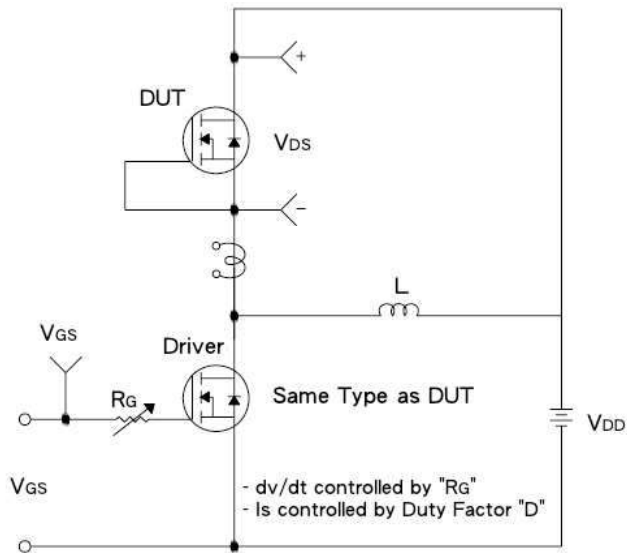 +
DUT
VDS
-
L
VGS
Driver
RG
Same Type as DUT
VDD
VGS
- dv/dt controlled by "RG"
- Is controlled by Duty Factor "D"